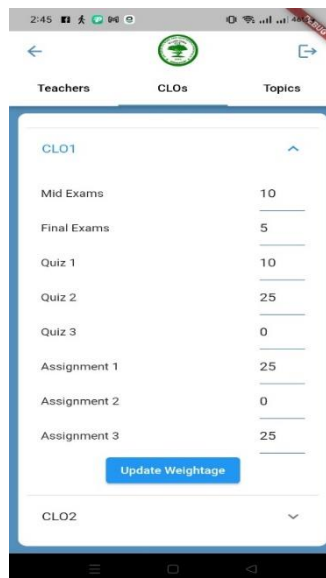 2:45
Teachers CLOs Topics
CLO1
Mid Exams 10
Final Exams 5
Quiz 1 10
Quiz 2 25
Quiz 3 0
Assignment 1 25
Assignment 2 0
Assignment 3 25
Update Weightage
CLO2